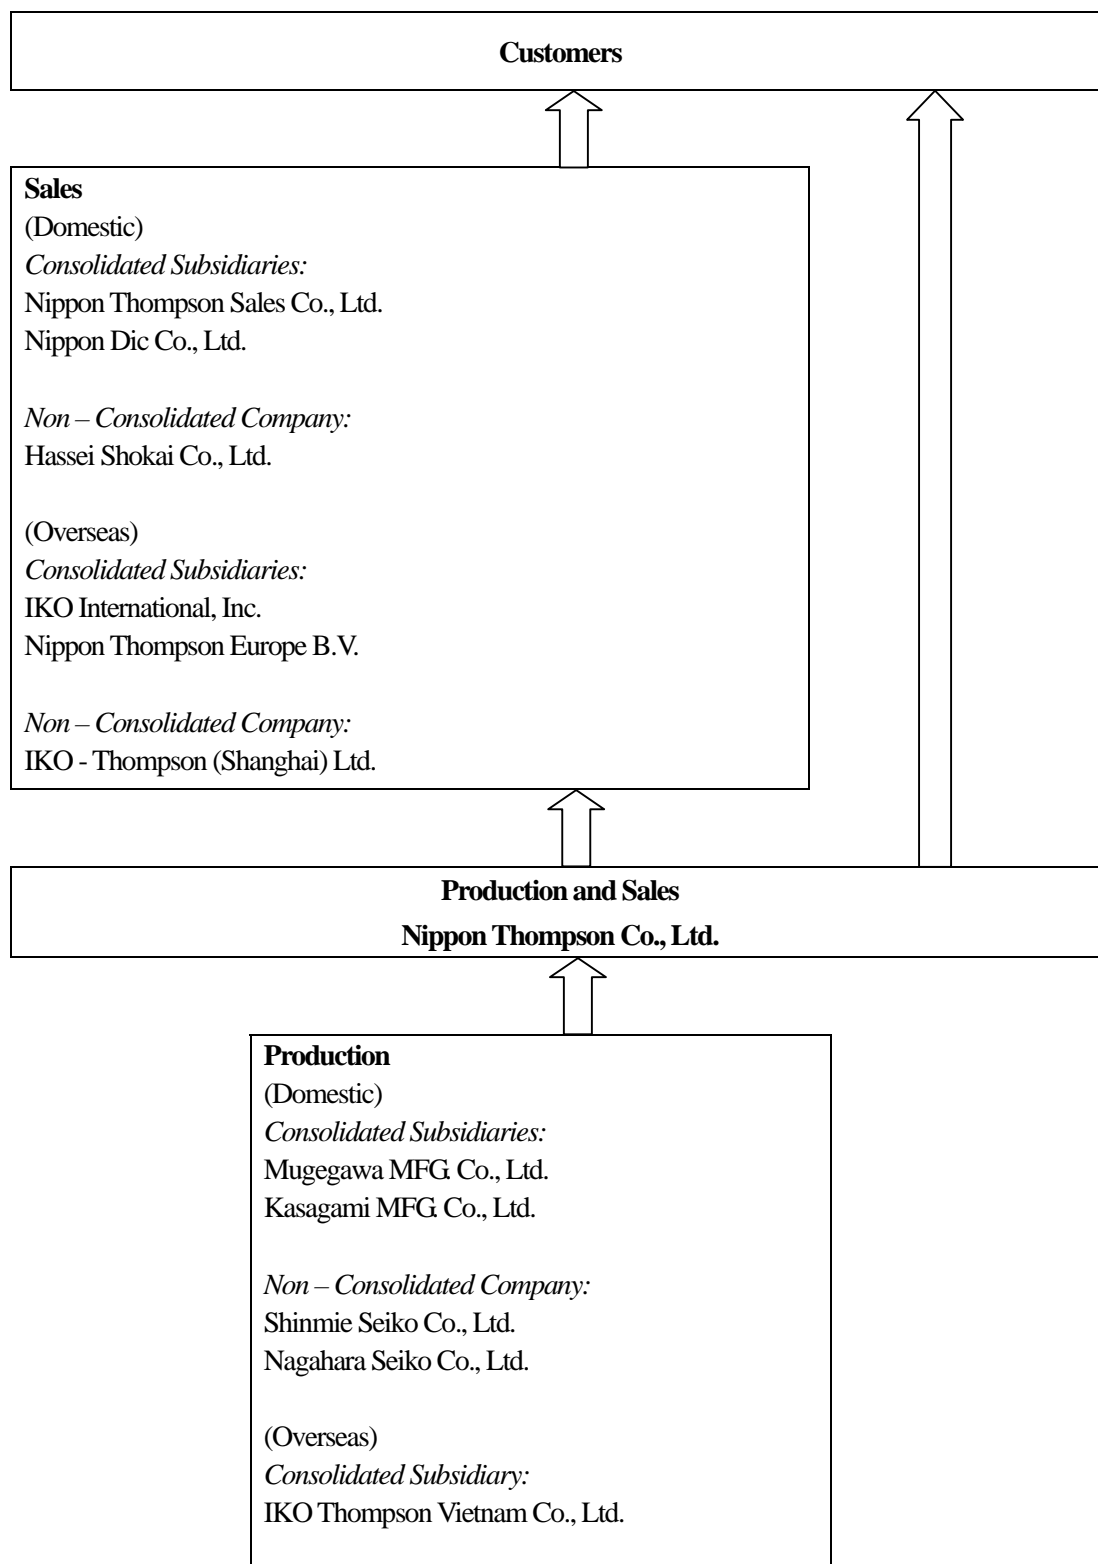 Customers
Sales
(Domestic)
Consolidated Subsidiaries:
Nippon Thompson Sales Co., Ltd.
Nippon Dic Co., Ltd.
Non – Consolidated Company:
Hassei Shokai Co., Ltd.
(Overseas)
Consolidated Subsidiaries:
IKO International, Inc.
Nippon Thompson Europe B.V.
Non – Consolidated Company:
IKO - Thompson (Shanghai) Ltd.
Production and Sales
Nippon Thompson Co., Ltd.
Production
(Domestic)
Consolidated Subsidiaries:
Mugegawa MFG. Co., Ltd.
Kasagami MFG. Co., Ltd.
Non – Consolidated Company:
Shinmie Seiko Co., Ltd.
Nagahara Seiko Co., Ltd.
(Overseas)
Consolidated Subsidiary:
IKO Thompson Vietnam Co., Ltd.